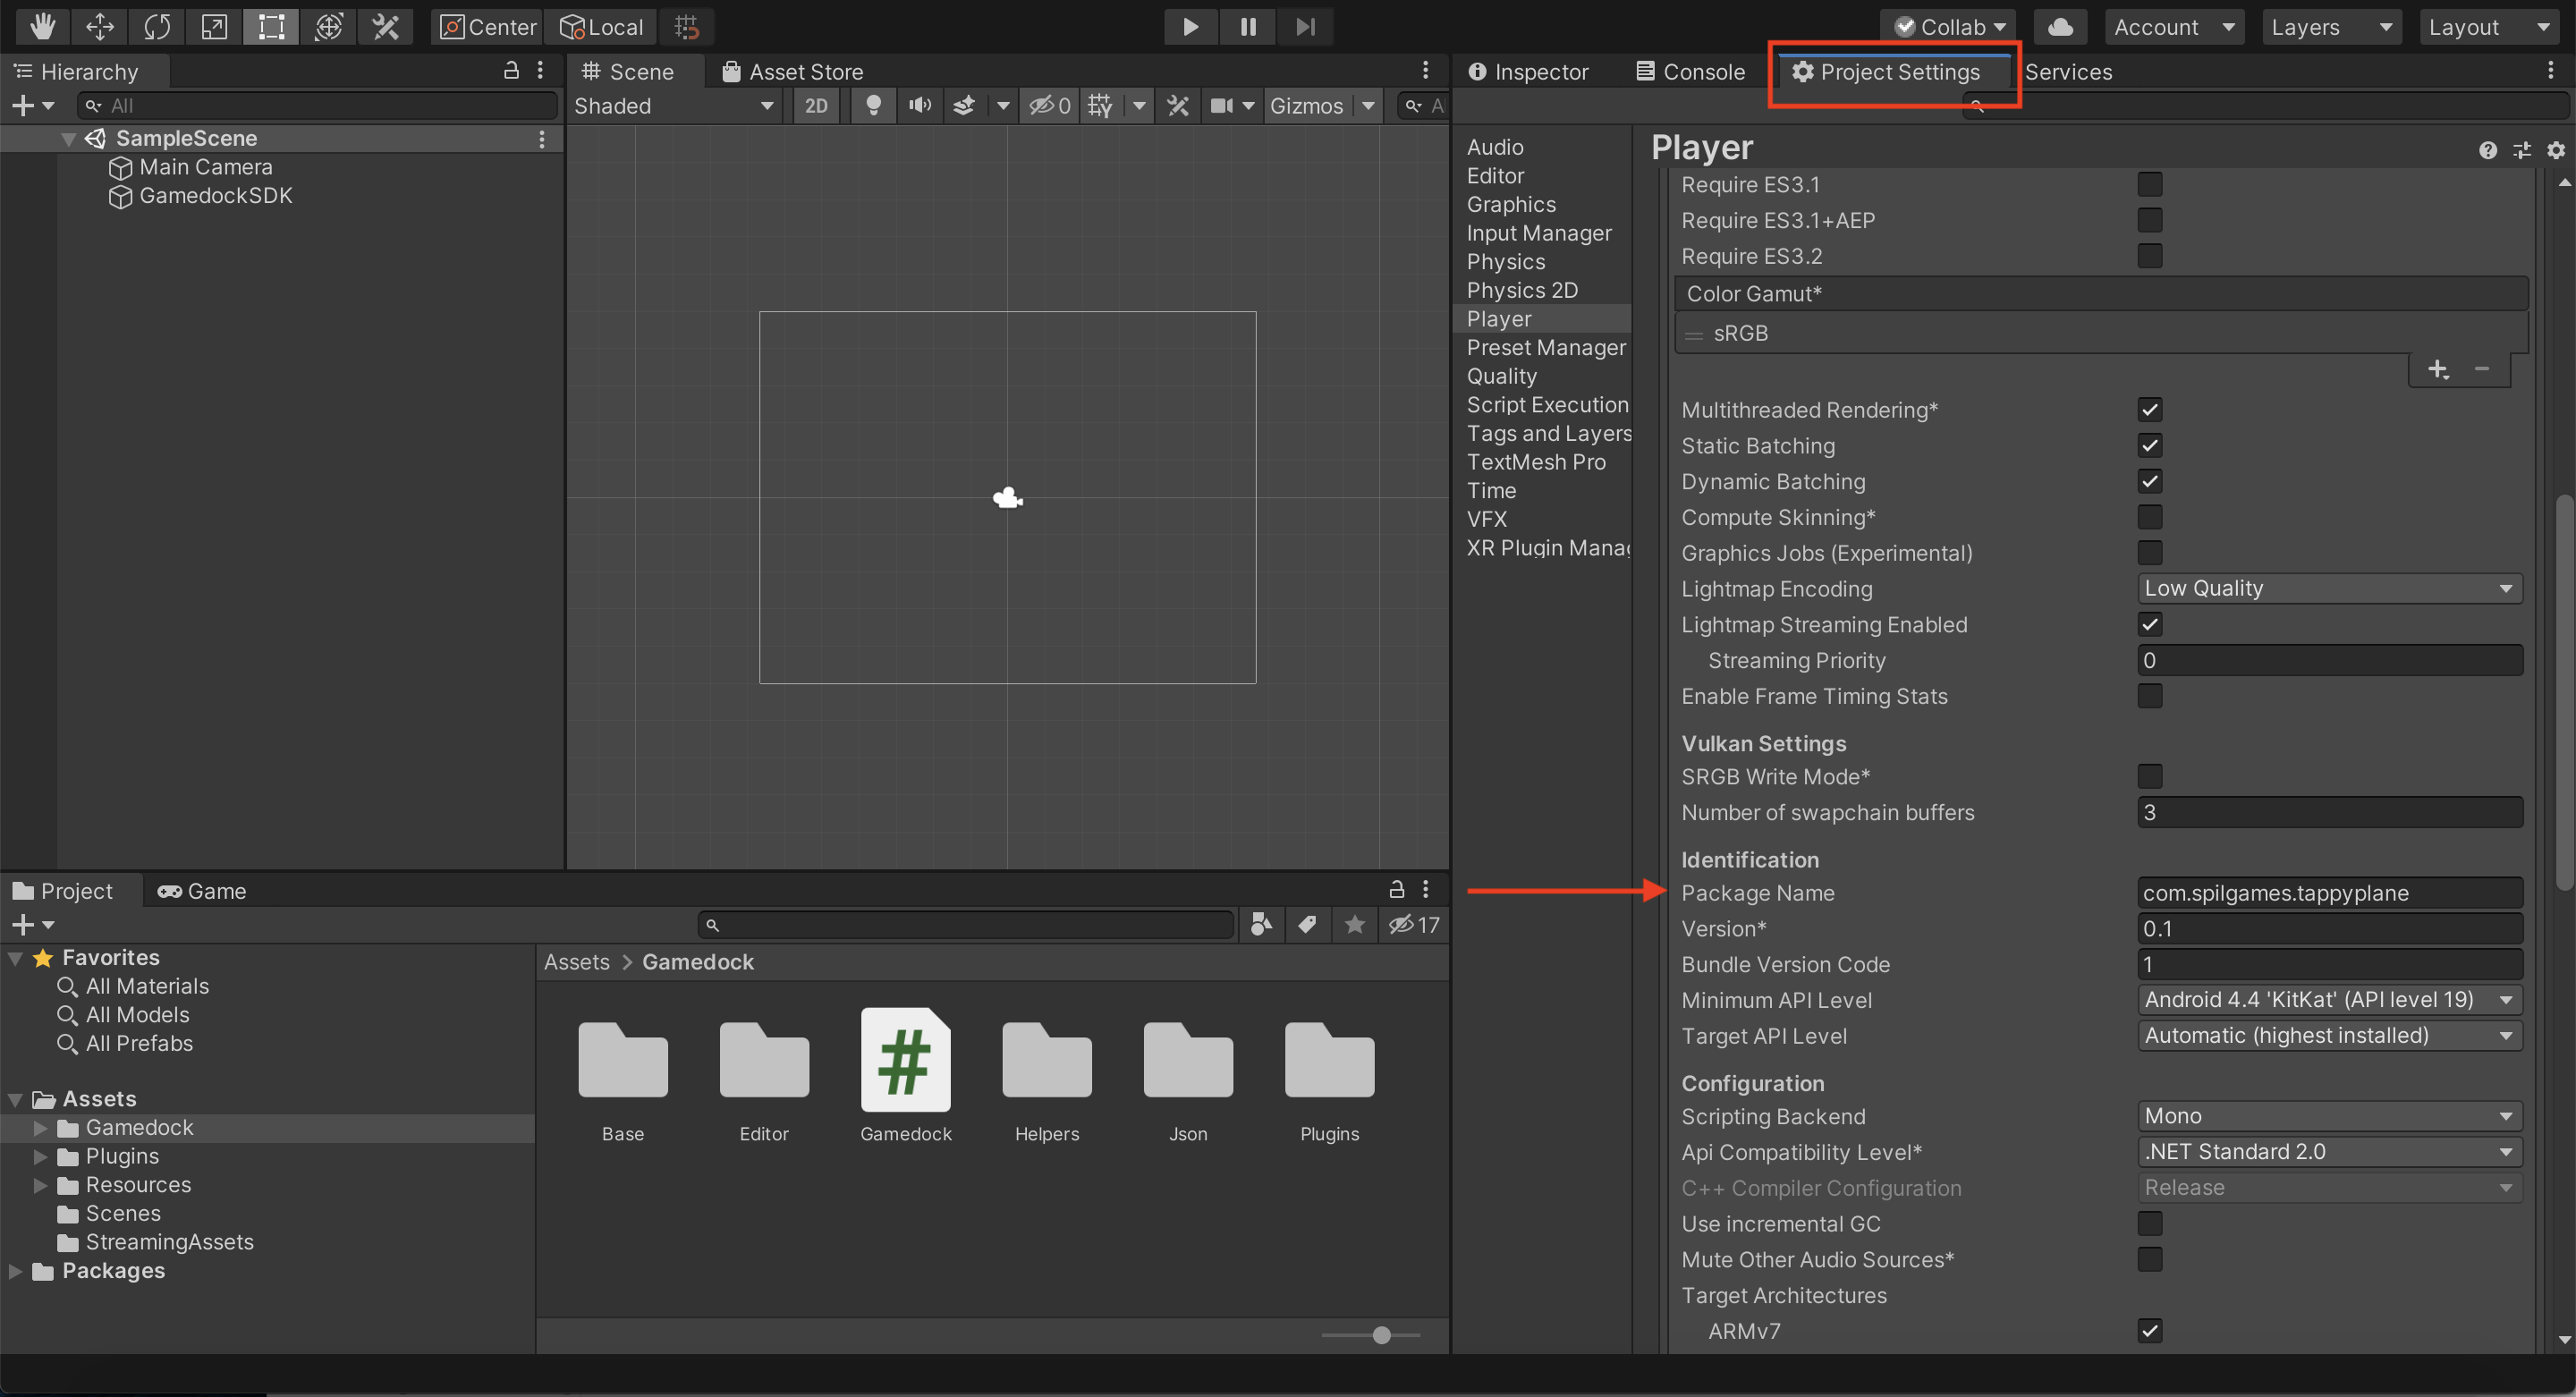 Center
Local
Collab
Account
Layers
Layout
Hierarchy
All
SampleScene
Main Camera
GamedockSDK
Scene
Asset Store
Shaded
2D
0
Gizmos
A
Inspector
Console
Project Settings
Services
Audio
Editor
Graphics
Input Manager
Physics
Physics 2D
Player
Preset Manager
Quality
Script Execution
Tags and Layers
TextMesh Pro
Time
VFX
XR Plugin Mana
Player
Require ES3.1
Require ES3.1+AEP
Require ES3.2
Color Gamut*
sRGB
Multithreaded Rendering*
Static Batching
Dynamic Batching
Compute Skinning*
Graphics Jobs (Experimental)
Lightmap Encoding Low Quality
Lightmap Streaming Enabled
Streaming Priority 0
Enable Frame Timing Stats
Vulkan Settings
SRGB Write Mode*
Number of swapchain buffers 3
Identification
Package Name com.spilgames.tappyplane
Version* 0.1
Bundle Version Code 1
Minimum API Level Android 4.4 'KitKat' (API level 19)
Target API Level Automatic (highest installed)
Configuration
Scripting Backend Mono
Api Compatibility Level* .NET Standard 2.0
C++ Compiler Configuration Release
Use incremental GC
Mute Other Audio Sources*
Target Architectures
ARMv7
Project
Game
17
Favorites
All Materials
All Models
All Prefabs
Assets
Gamedock
Plugins
Resources
Scenes
StreamingAssets
Packages
Assets > Gamedock
Base
Editor
#
Gamedock
Helpers
Json
Plugins